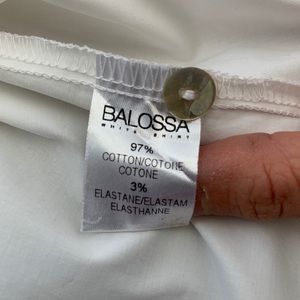 BALOSSA
WHITE SHIRT
97%
COTTON/COTONE
COTONE
3%
ELASTANE/ELASTAM
ELASTHANNE